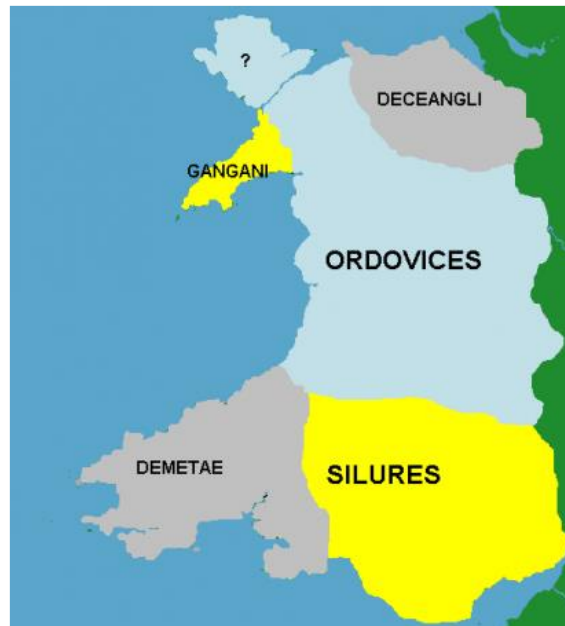 ?
DECEANGLI
GANGANI
ORDOVICES
DEMETAE
SILURES